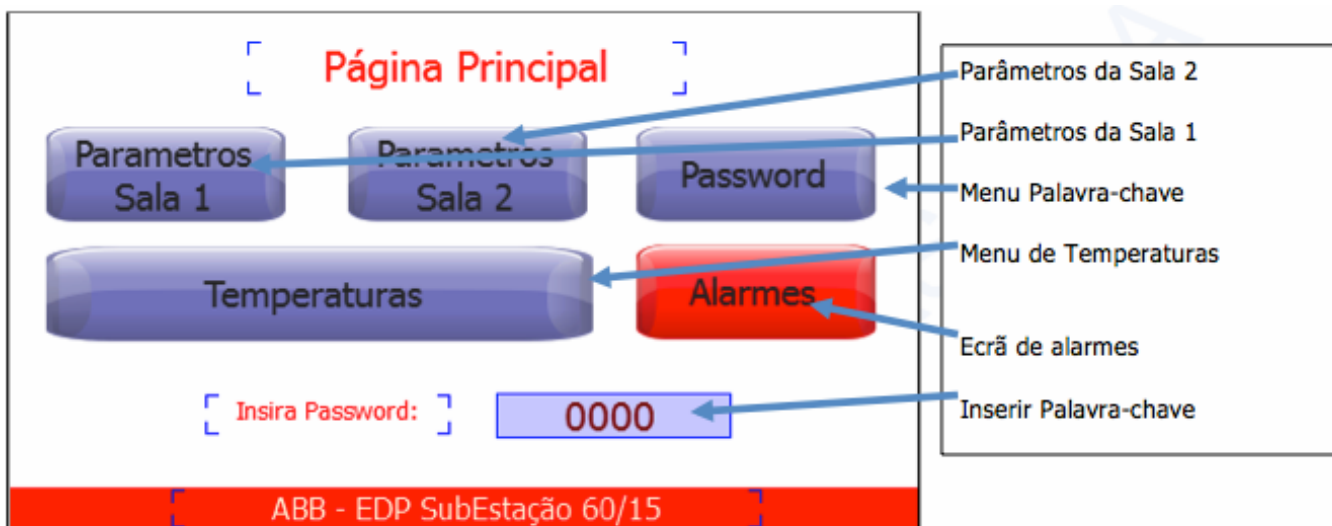 Página Principal
Parametros
Sala 1
Parametros
Sala 2
Password
Temperaturas
Alarmes
Insira Password:
0000
ABB - EDP SubEstação 60/15
Parâmetros da Sala 2
Parâmetros da Sala 1
Menu Palavra-chave
Menu de Temperaturas
Ecrã de alarmes
Inserir Palavra-chave